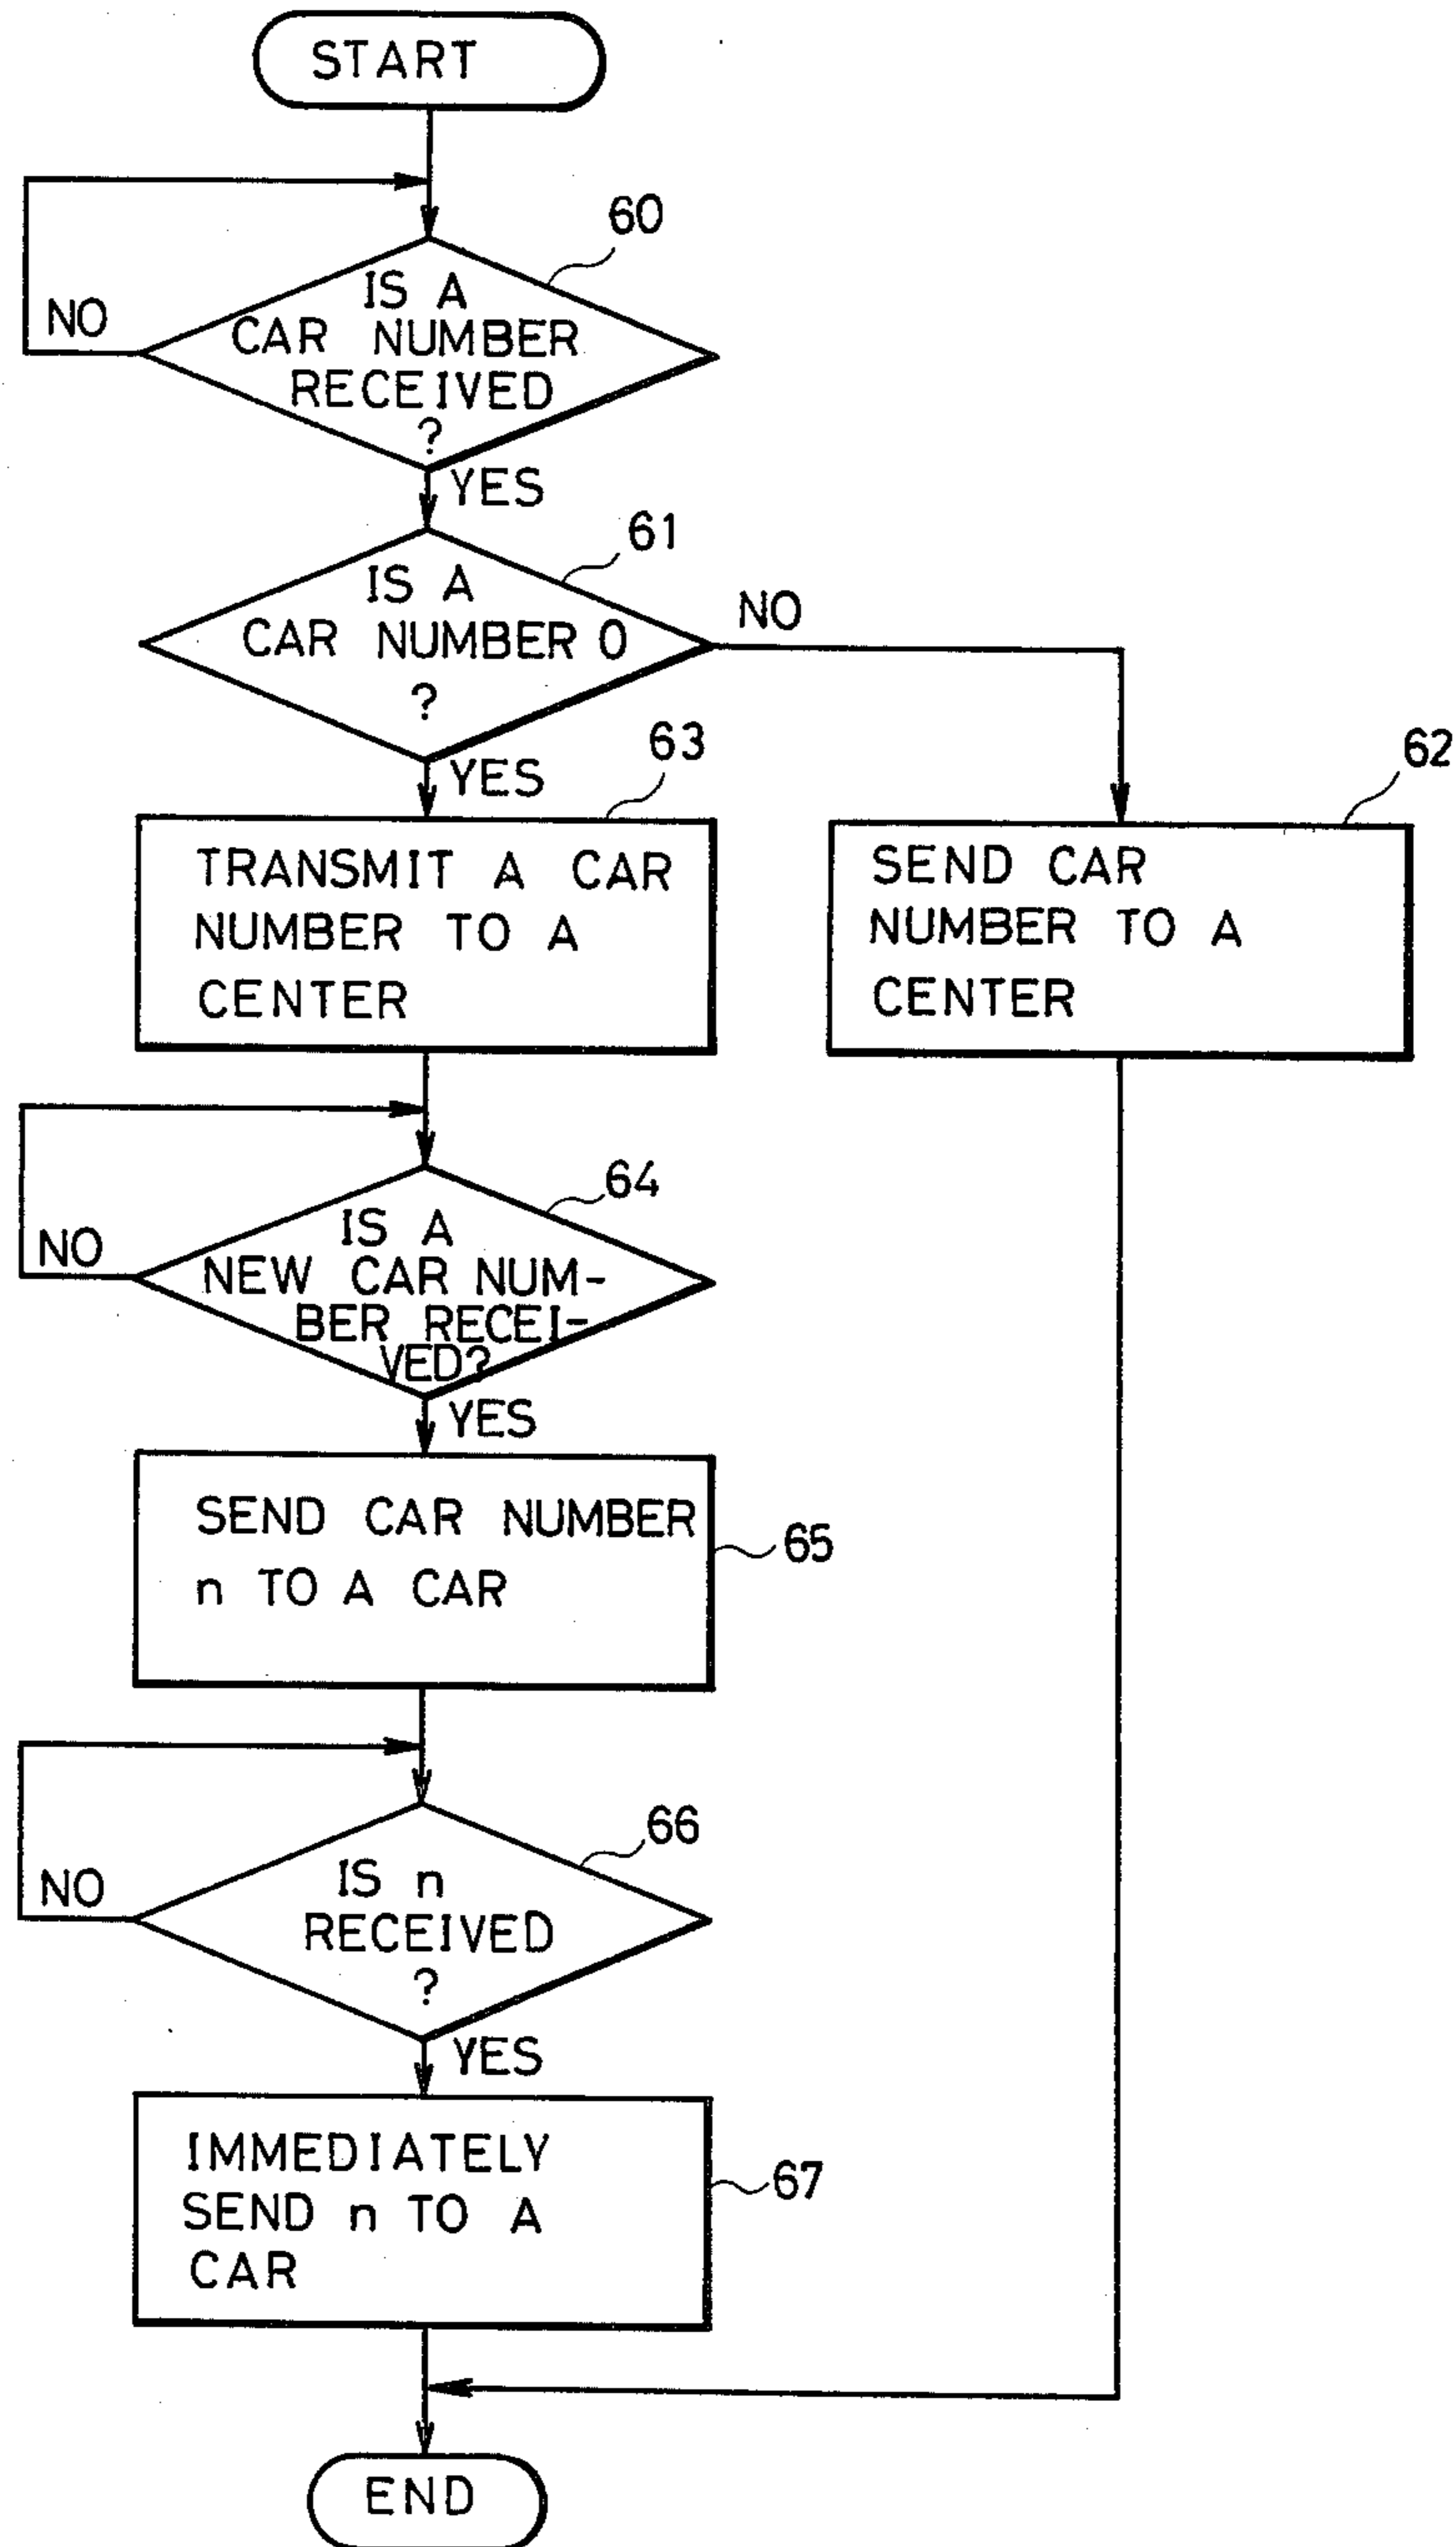 START
60
IS A
NO
CAR NUMBER
RECEIVED
?
YES
61
IS A
NO
CAR NUMBER 0
?
63
YES
62
TRANSMIT A CAR
NUMBER TO A
CENTER
SEND CAR
NUMBER TO A
CENTER
64
IS A
NO
NEW CAR NUM-
BER RECEI-
VED?
YES
SEND CAR NUMBER
n TO A CAR
65
66
IS n
NO
RECEIVED
?
YES
IMMEDIATELY
SEND n TO A
CAR
67
END